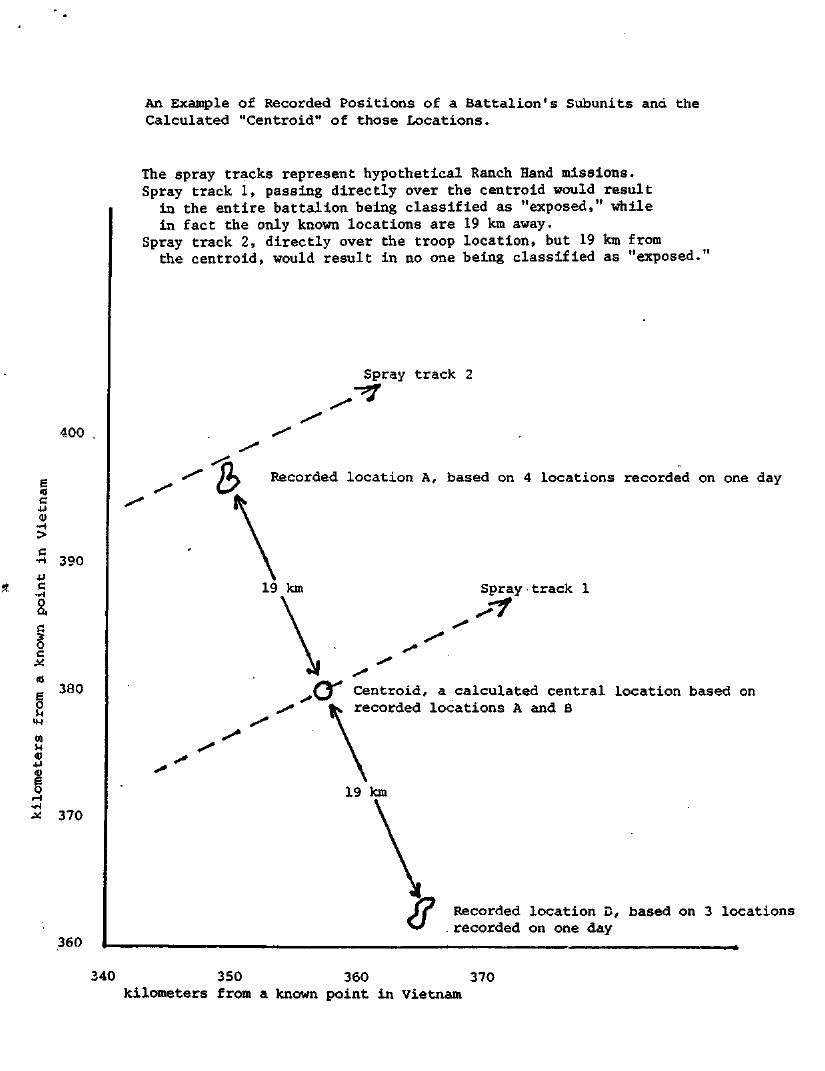 An Example of Recorded Positions of a Battalion's Subunits and the
Calculated "Centroid" of those Locations.
The spray tracks represent hypothetical Ranch Hand missions.
Spray track 1, passing directly over the centroid would result
in the entire battalion being classified as "exposed," while
in fact the only known locations are 19 km away.
Spray track 2, directly over the troop location, but 19 km from
the centroid, would result in no one being classified as "exposed."
Spray track 2
400
Recorded location A, based on 4 locations recorded on one day
kilometers from a known point in Vietnam
390
19 km
Spray track 1
380
Centroid, a calculated central location based on
recorded locations A and B
19 km
370
Recorded location B, based on 3 locations
recorded on one day
360
340
350
360
370
kilometers from a known point in Vietnam